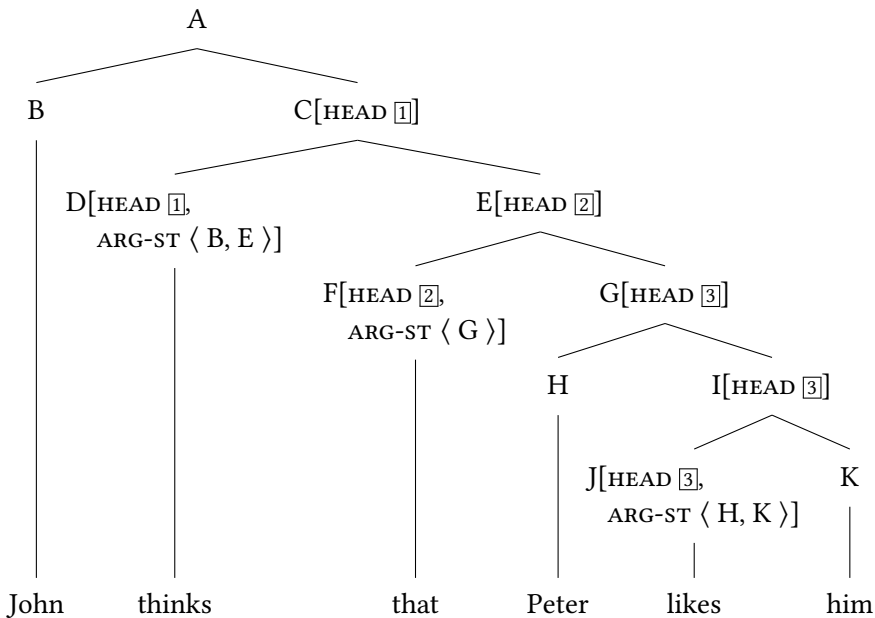 A
B C[HEAD 1]
D[HEAD 1, E[HEAD 2]
ARG-ST ⟨ B, E ⟩]
F[HEAD 2, G[HEAD 3]
ARG-ST ⟨ G ⟩]
H I[HEAD 3]
J[HEAD 3, K
ARG-ST ⟨ H, K ⟩]
John thinks that Peter likes him